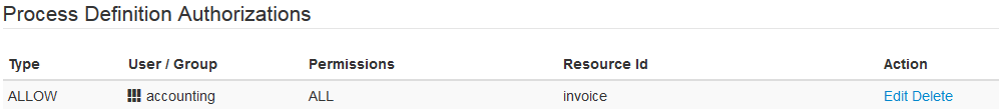 Process Definition Authorizations
Type User / Group Permissions Resource Id Action
ALLOW accounting ALL invoice Edit Delete